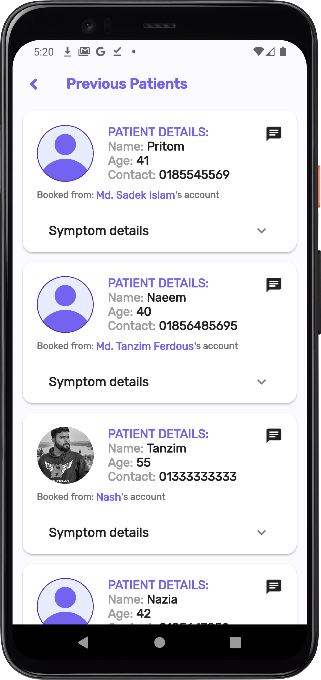 5:20
Previous Patients
PATIENT DETAILS:
Name: Pritom
Age: 41
Contact: 0185545569
Booked from: Md. Sadek Islam's account
Symptom details
PATIENT DETAILS:
Name: Naeem
Age: 40
Contact: 01856485695
Booked from: Md. Tanzim Ferdous's account
Symptom details
PATIENT DETAILS:
Name: Tanzim
Age: 55
Contact: 01333333333
Booked from: Nash's account
Symptom details
PATIENT DETAILS:
Name: Nazia
Age: 42